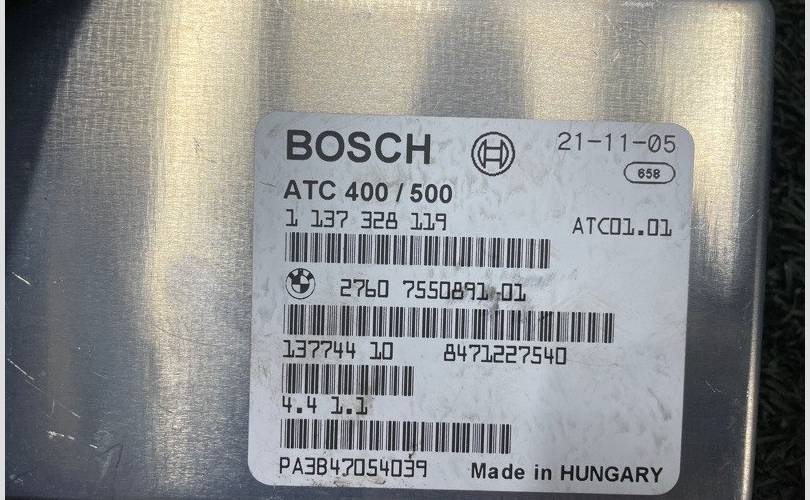 BOSCH 21-11-05
658
ATC 400 / 500
1 137 328 119 ATC01.01
2760 7550891-01
137744 10 8471227540
4.4 1.1
PA3B47054039 Made in HUNGARY